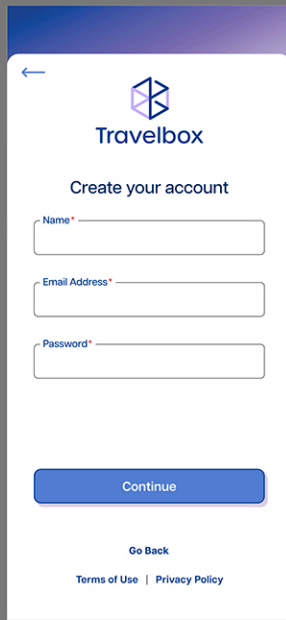 Travelbox
Create your account
Name*
Email Address*
Password*
Continue
Go Back
Terms of Use | Privacy Policy